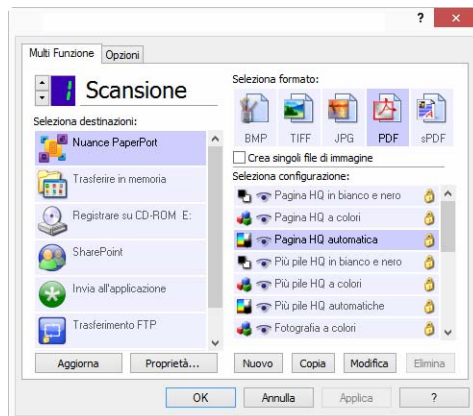 ?
Multi Funzione
Opzioni
1
Scansione
Seleziona destinazioni:
Nuance PaperPort
Trasferire in memoria
Registrare su CD-ROM E:
SharePoint
Invia all'applicazione
Trasferimento FTP
Aggiorna
Proprietà...
Seleziona formato:
BMP
TIFF
JPG
PDF
sPDF
Crea singoli file di immagine
Seleziona configurazione:
Pagina HQ in bianco e nero
Pagina HQ a colori
Pagina HQ automatica
Più pile HQ in bianco e nero
Più pile HQ a colori
Più pile HQ automatiche
Fotografia a colori
Nuovo
Copia
Modifica
Elimina
OK
Annulla
Applica
?